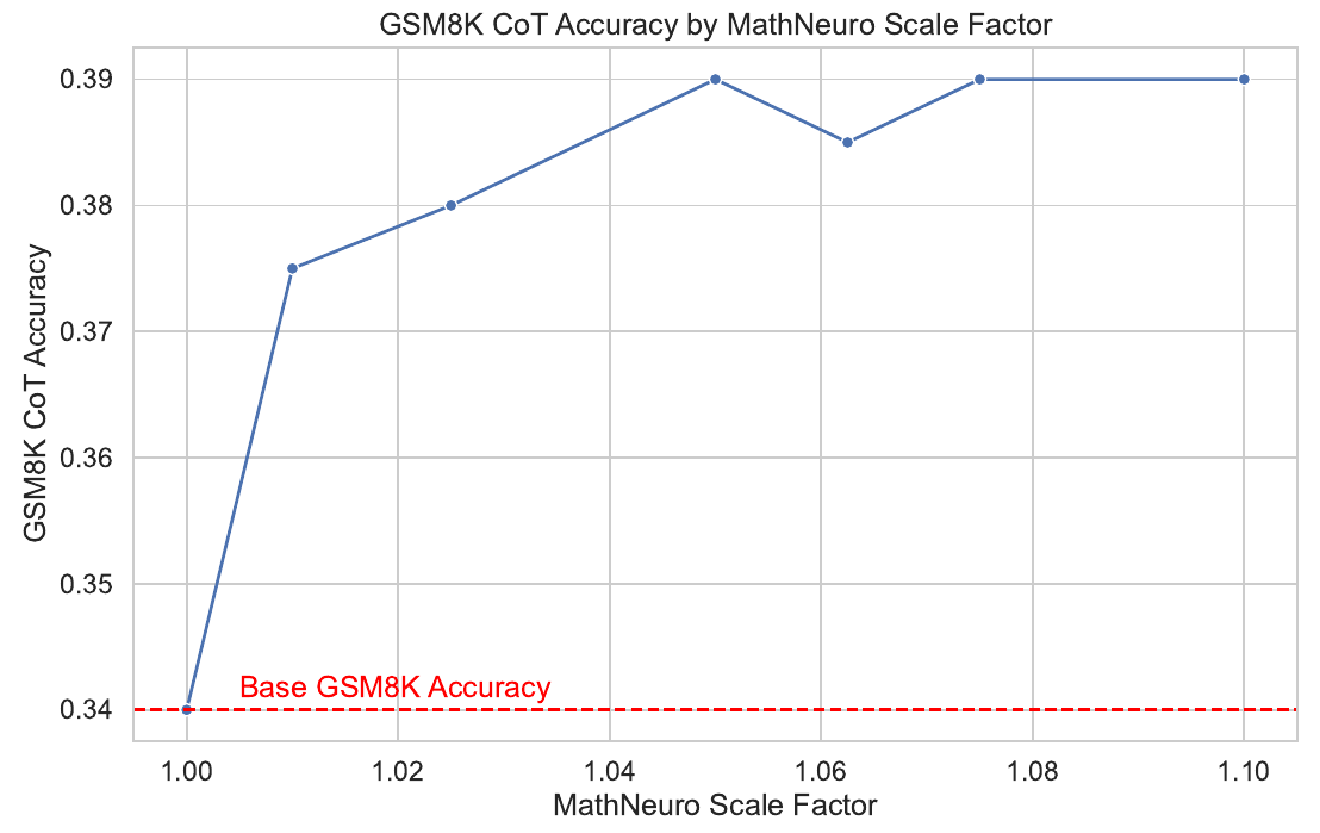 GSM8K CoT Accuracy by MathNeuro Scale Factor
GSM8K CoT Accuracy
0.39
0.38
0.37
0.36
0.35
0.34
Base GSM8K Accuracy
1.00 1.02 1.04 1.06 1.08 1.10
MathNeuro Scale Factor